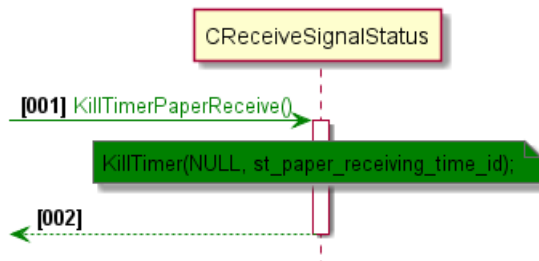 CReceiveSignalStatus
[001] KillTimerPaperReceive()
KillTimer(NULL, st_paper_receiving_time_id);
[002]